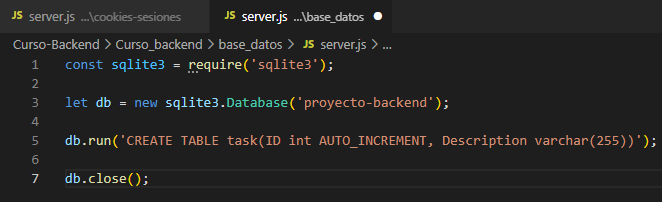 JS server.js ...\cookies-sesiones
JS server.js ...\base_datos
Curso-Backend > Curso_backend > base_datos > JS server.js > ...
1 const sqlite3 = require('sqlite3');
2
3 let db = new sqlite3.Database('proyecto-backend');
4
5 db.run('CREATE TABLE task(ID int AUTO_INCREMENT, Description varchar(255))');
6
7 db.close();